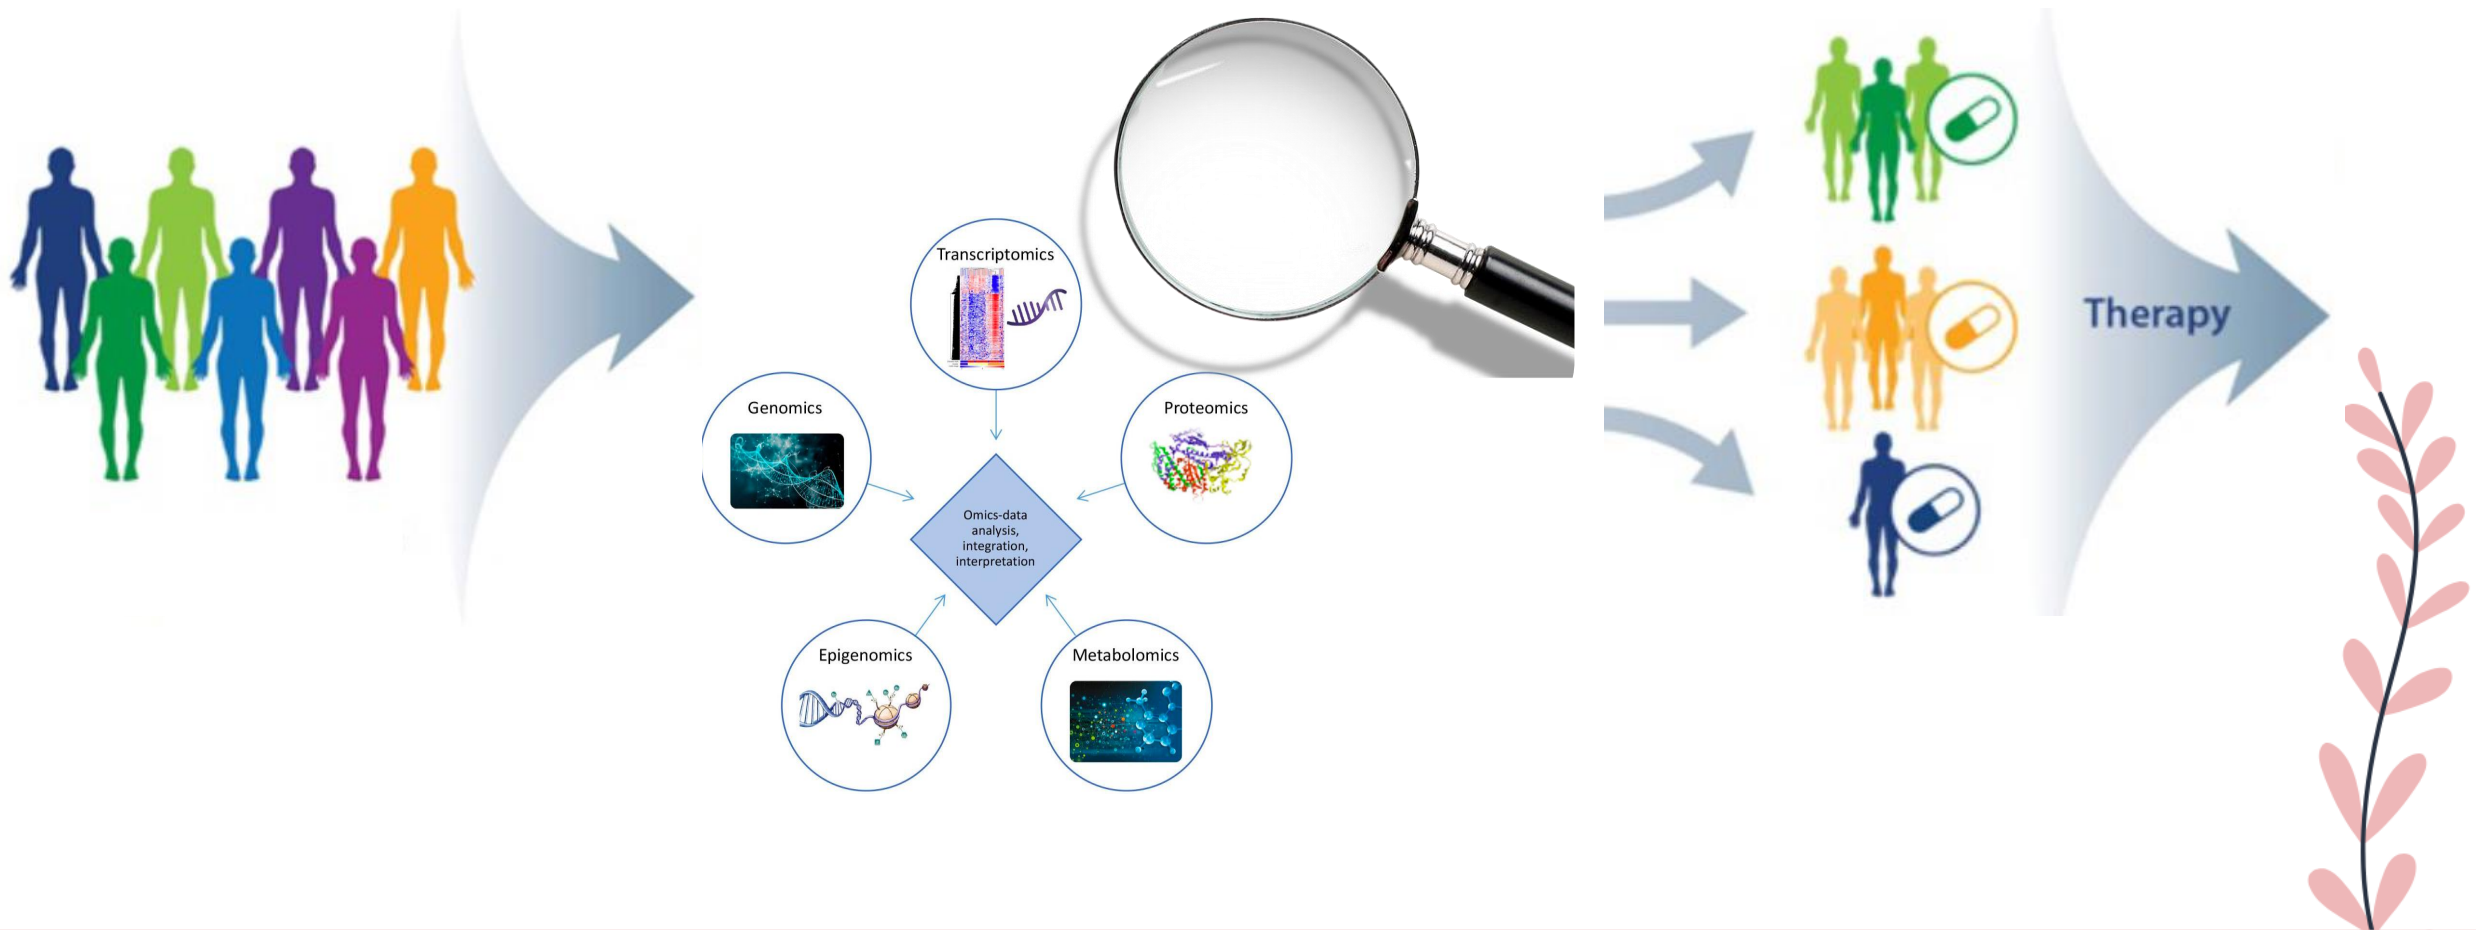 Transcriptomics
Genomics
Proteomics
Omics-data
analysis,
integration,
interpretation
Epigenomics
Metabolomics
Therapy